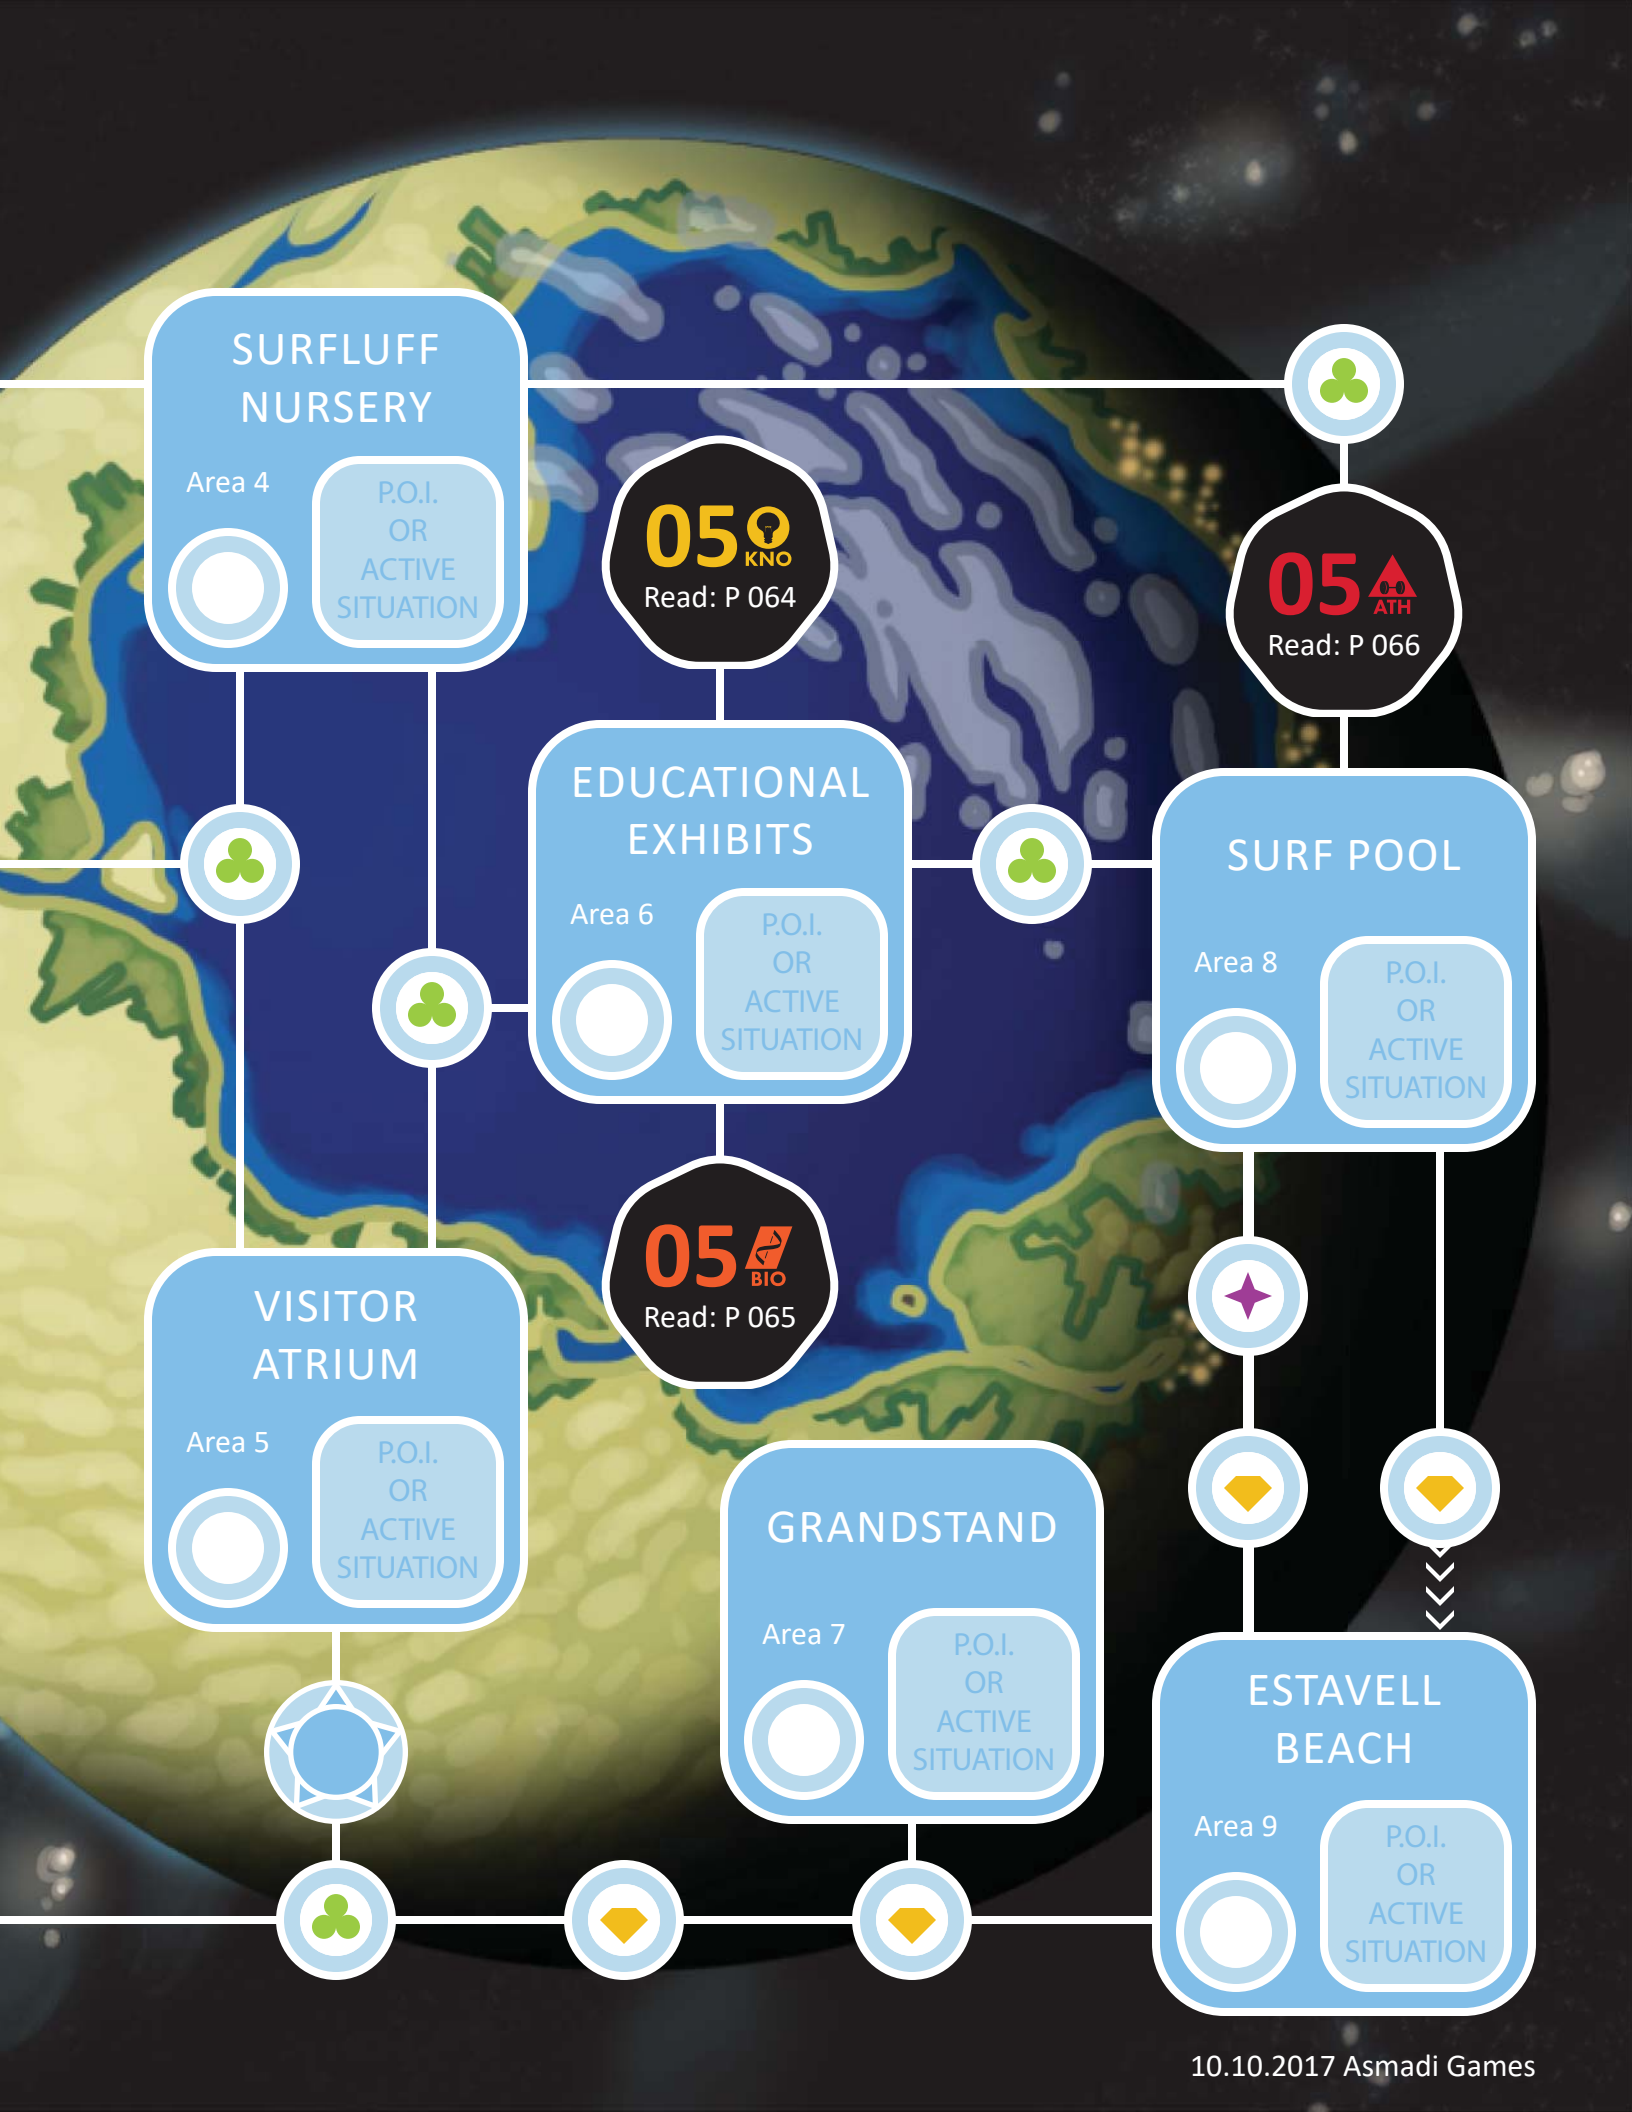 SURFLUFF
NURSERY
Area 4
P.O.I.
OR
ACTIVE
SITUATION
05 KNO
Read: P 064
05 ATH
Read: P 066
EDUCATIONAL
EXHIBITS
Area 6
P.O.I.
OR
ACTIVE
SITUATION
SURF POOL
Area 8
P.O.I.
OR
ACTIVE
SITUATION
05 BIO
Read: P 065
VISITOR
ATRIUM
Area 5
P.O.I.
OR
ACTIVE
SITUATION
GRANDSTAND
Area 7
P.O.I.
OR
ACTIVE
SITUATION
ESTAVELL
BEACH
Area 9
P.O.I.
OR
ACTIVE
SITUATION
10.10.2017 Asmadi Games